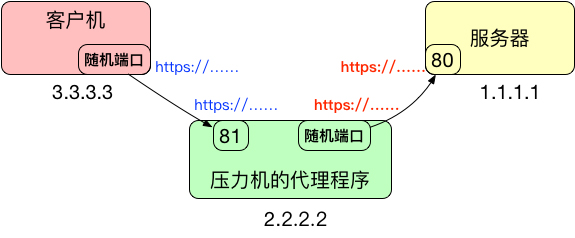 客户机
随机端口
3.3.3.3
https://……
https://……
服务器
80
https://……
1.1.1.1
https://……
81
随机端口
压力机的代理程序
2.2.2.2